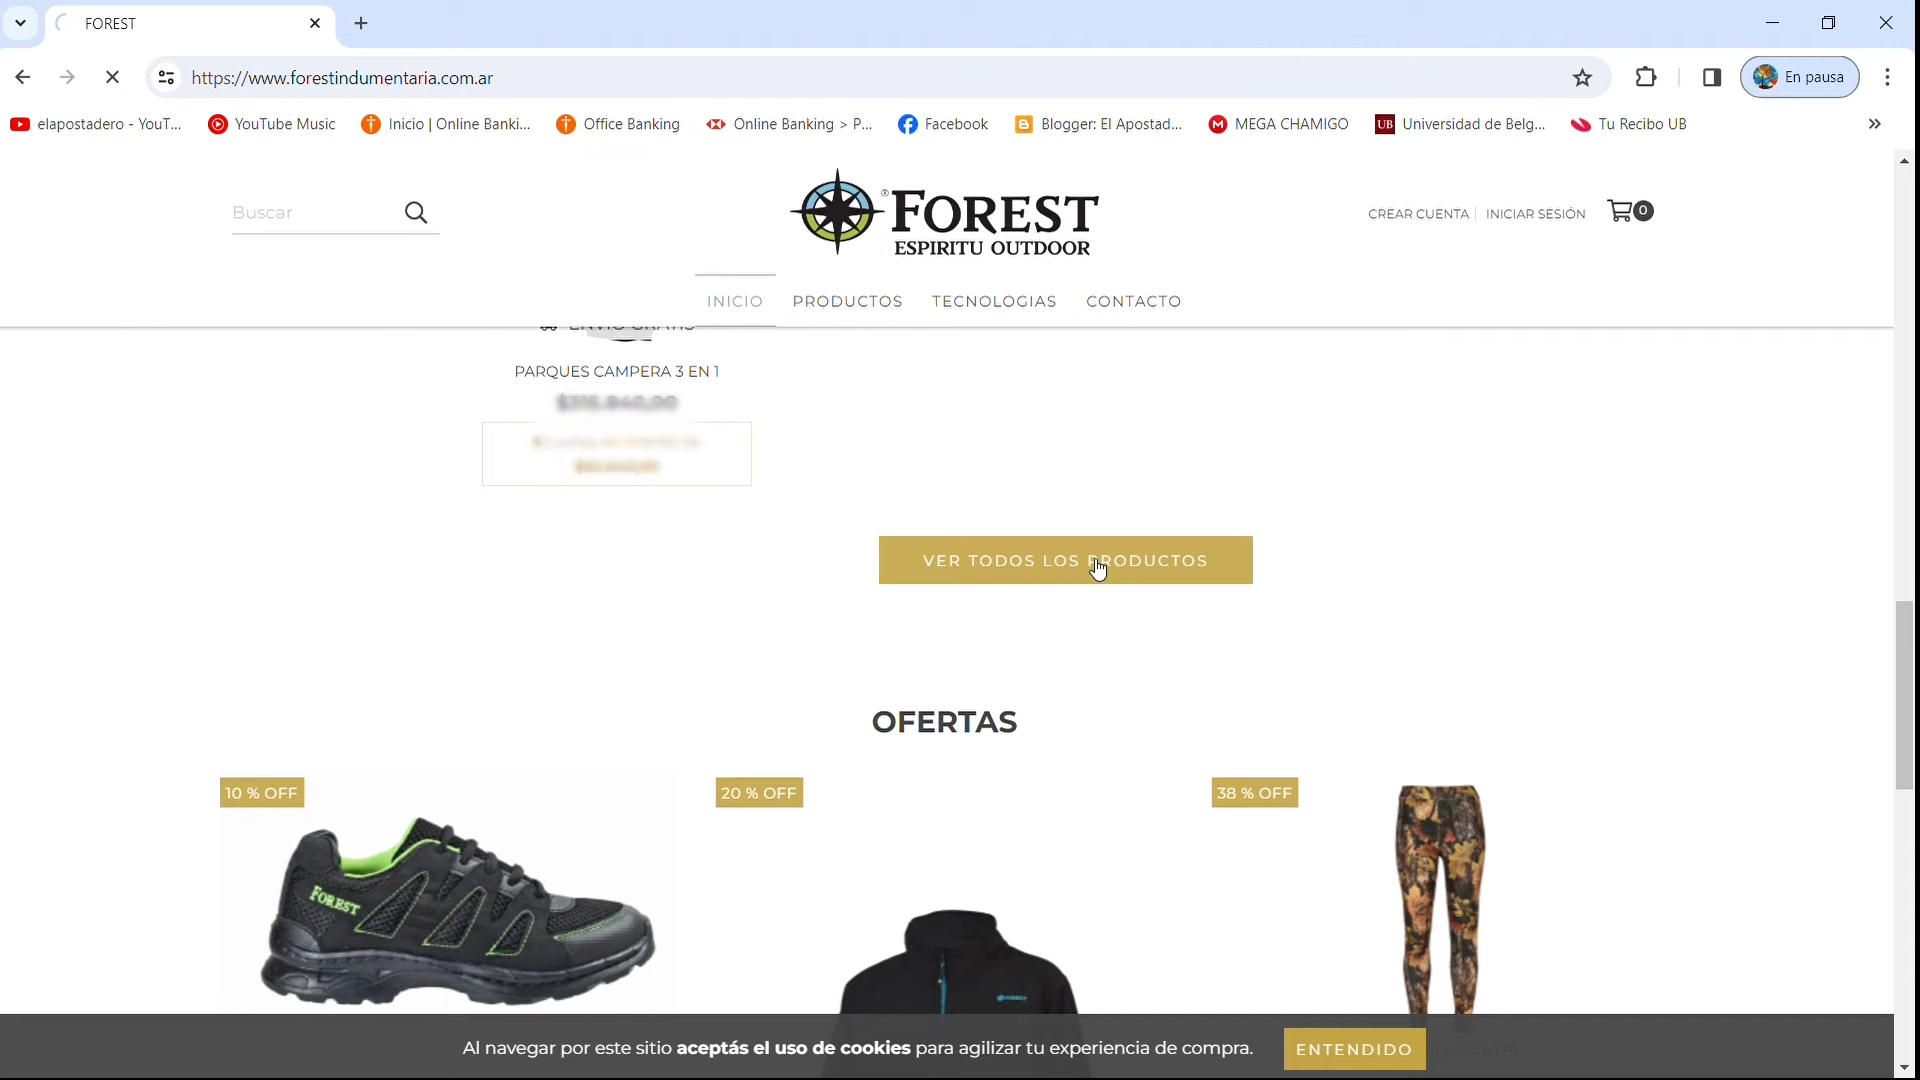 FOREST
https://www.forestindumentaria.com.ar
En pausa
elapostadero - YouT...
YouTube Music
Inicio | Online Banki...
Office Banking
Online Banking > P...
Facebook
Blogger: El Apostad...
MEGA CHAMIGO
UB
Universidad de Belg...
Tu Recibo UB
Buscar
® FOREST
ESPIRITU OUTDOOR
CREAR CUENTA
INICIAR SESIÓN
0
INICIO
PRODUCTOS
TECNOLOGIAS
CONTACTO
ENVÍO GRATIS
PARQUES CAMPERA 3 EN 1
VER TODOS LOS PRODUCTOS
OFERTAS
10 % OFF
20 % OFF
38 % OFF
FOREST
FOREST
Al navegar por este sitio aceptás el uso de cookies para agilizar tu experiencia de compra.
ENTENDIDO